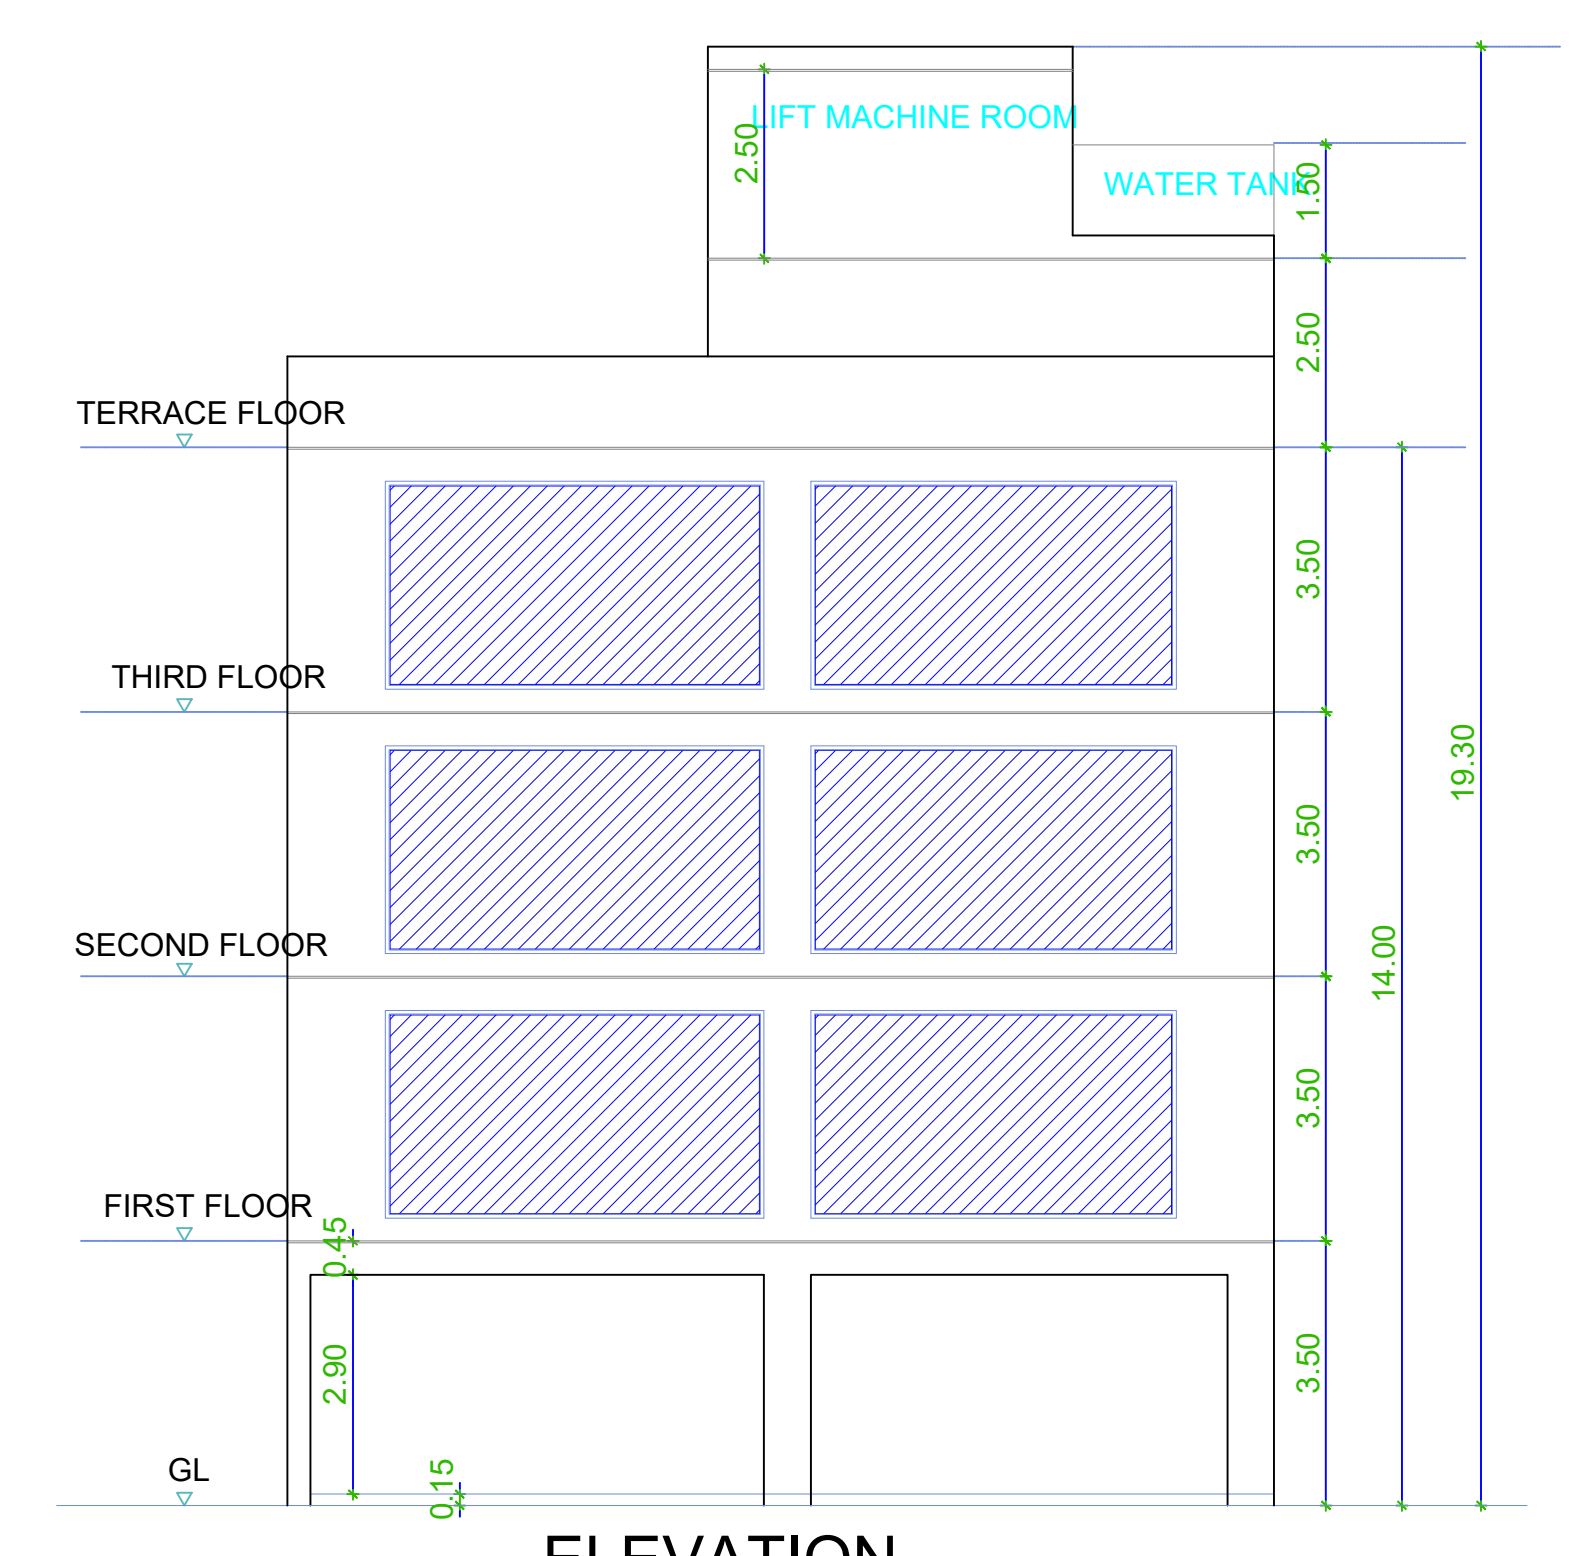 LIFT MACHINE ROOM
2.50
WATER TANK
1.50
2.50
TERRACE FLOOR
3.50
THIRD FLOOR
19.30
3.50
SECOND FLOOR
14.00
3.50
FIRST FLOOR
0.45
2.90
3.50
GL
0.15
ELEVATION